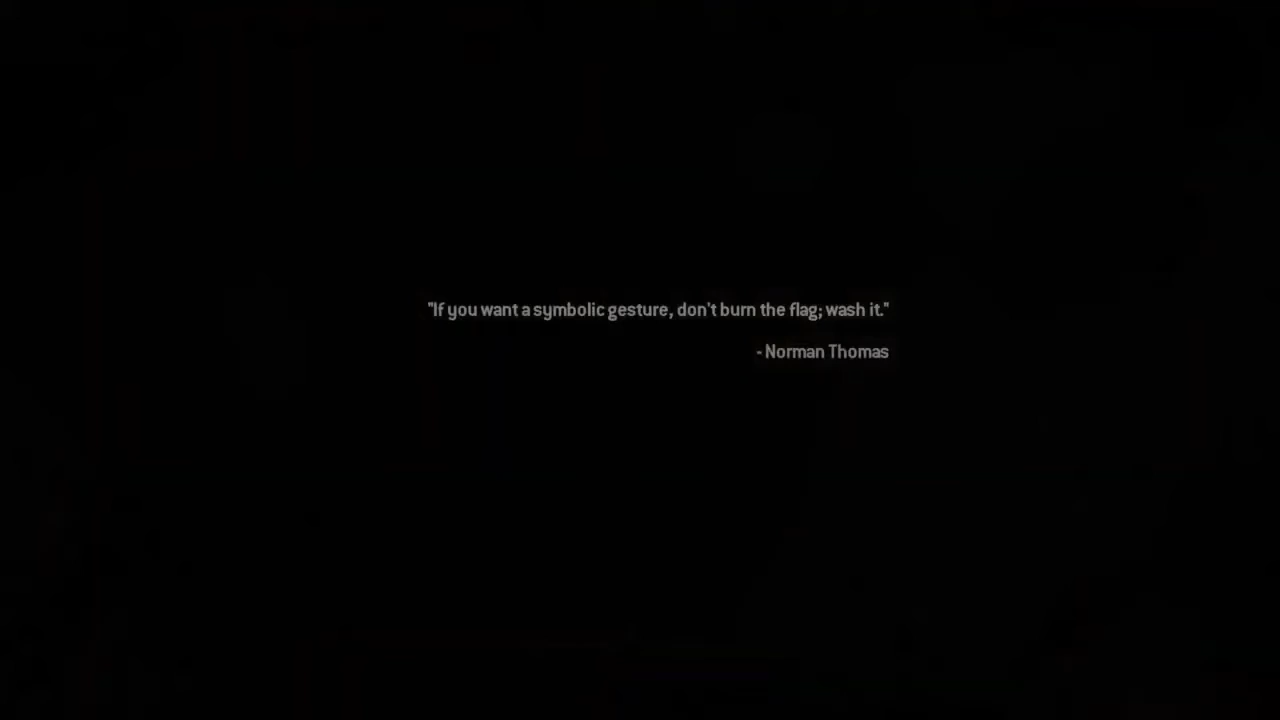 "If you want a symbolic gesture, don't burn the flag; wash it."
- Norman Thomas